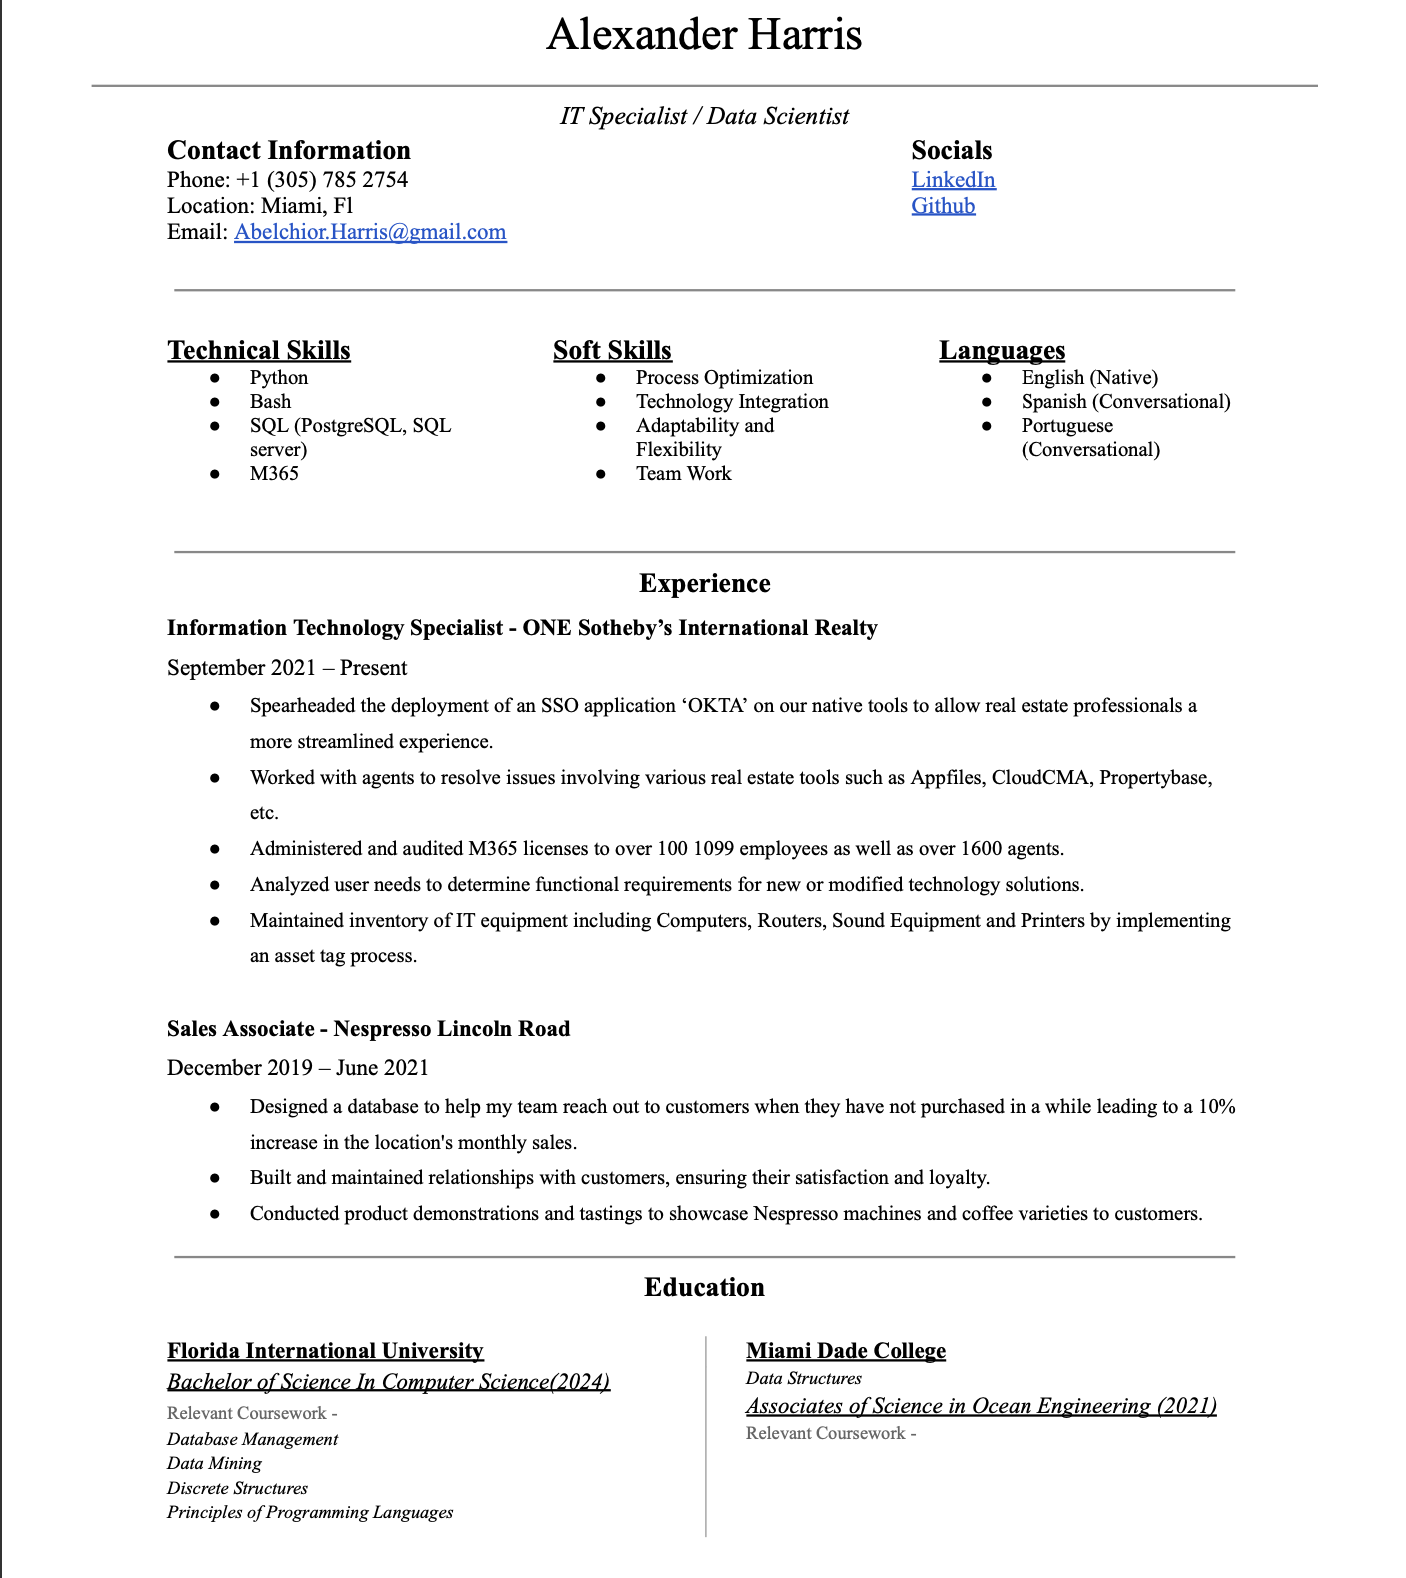 Alexander Harris
IT Specialist / Data Scientist
Contact Information
Phone: +1 (305) 785 2754
Location: Miami, Fl
Email: Abelchior.Harris@gmail.com
Socials
LinkedIn
Github
Technical Skills
● Python
● Bash
● SQL (PostgreSQL, SQL
server)
● M365
Soft Skills
● Process Optimization
● Technology Integration
● Adaptability and
Flexibility
● Team Work
Languages
● English (Native)
● Spanish (Conversational)
● Portuguese
(Conversational)
Experience
Information Technology Specialist - ONE Sotheby’s International Realty
September 2021 – Present
● Spearheaded the deployment of an SSO application ‘OKTA’ on our native tools to allow real estate professionals a
more streamlined experience.
● Worked with agents to resolve issues involving various real estate tools such as Appfiles, CloudCMA, Propertybase,
etc.
● Administered and audited M365 licenses to over 100 1099 employees as well as over 1600 agents.
● Analyzed user needs to determine functional requirements for new or modified technology solutions.
● Maintained inventory of IT equipment including Computers, Routers, Sound Equipment and Printers by implementing
an asset tag process.
Sales Associate - Nespresso Lincoln Road
December 2019 – June 2021
● Designed a database to help my team reach out to customers when they have not purchased in a while leading to a 10%
increase in the location's monthly sales.
● Built and maintained relationships with customers, ensuring their satisfaction and loyalty.
● Conducted product demonstrations and tastings to showcase Nespresso machines and coffee varieties to customers.
Education
Florida International University
Bachelor of Science In Computer Science(2024)
Relevant Coursework -
Database Management
Data Mining
Discrete Structures
Principles of Programming Languages
Miami Dade College
Data Structures
Associates of Science in Ocean Engineering (2021)
Relevant Coursework -